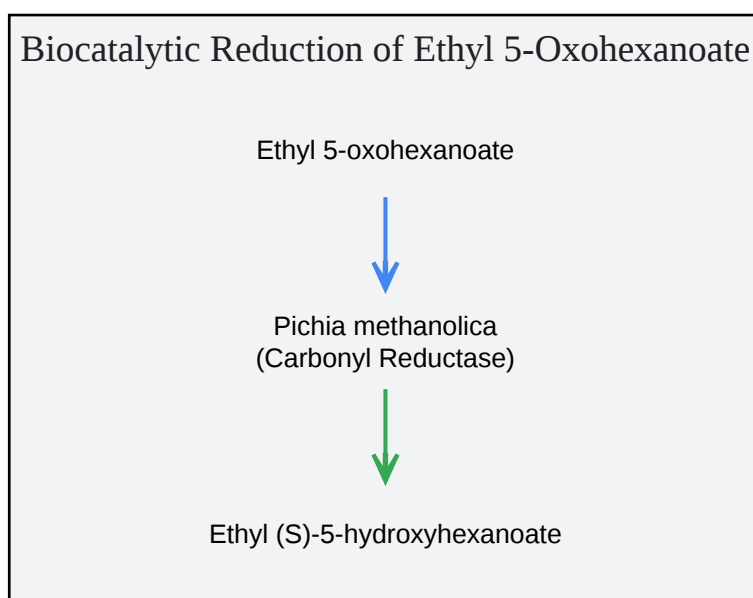 Biocatalytic Reduction of Ethyl 5-Oxohexanoate
Ethyl 5-oxohexanoate
Pichia methanolica
(Carbonyl Reductase)
Ethyl (S)-5-hydroxyhexanoate